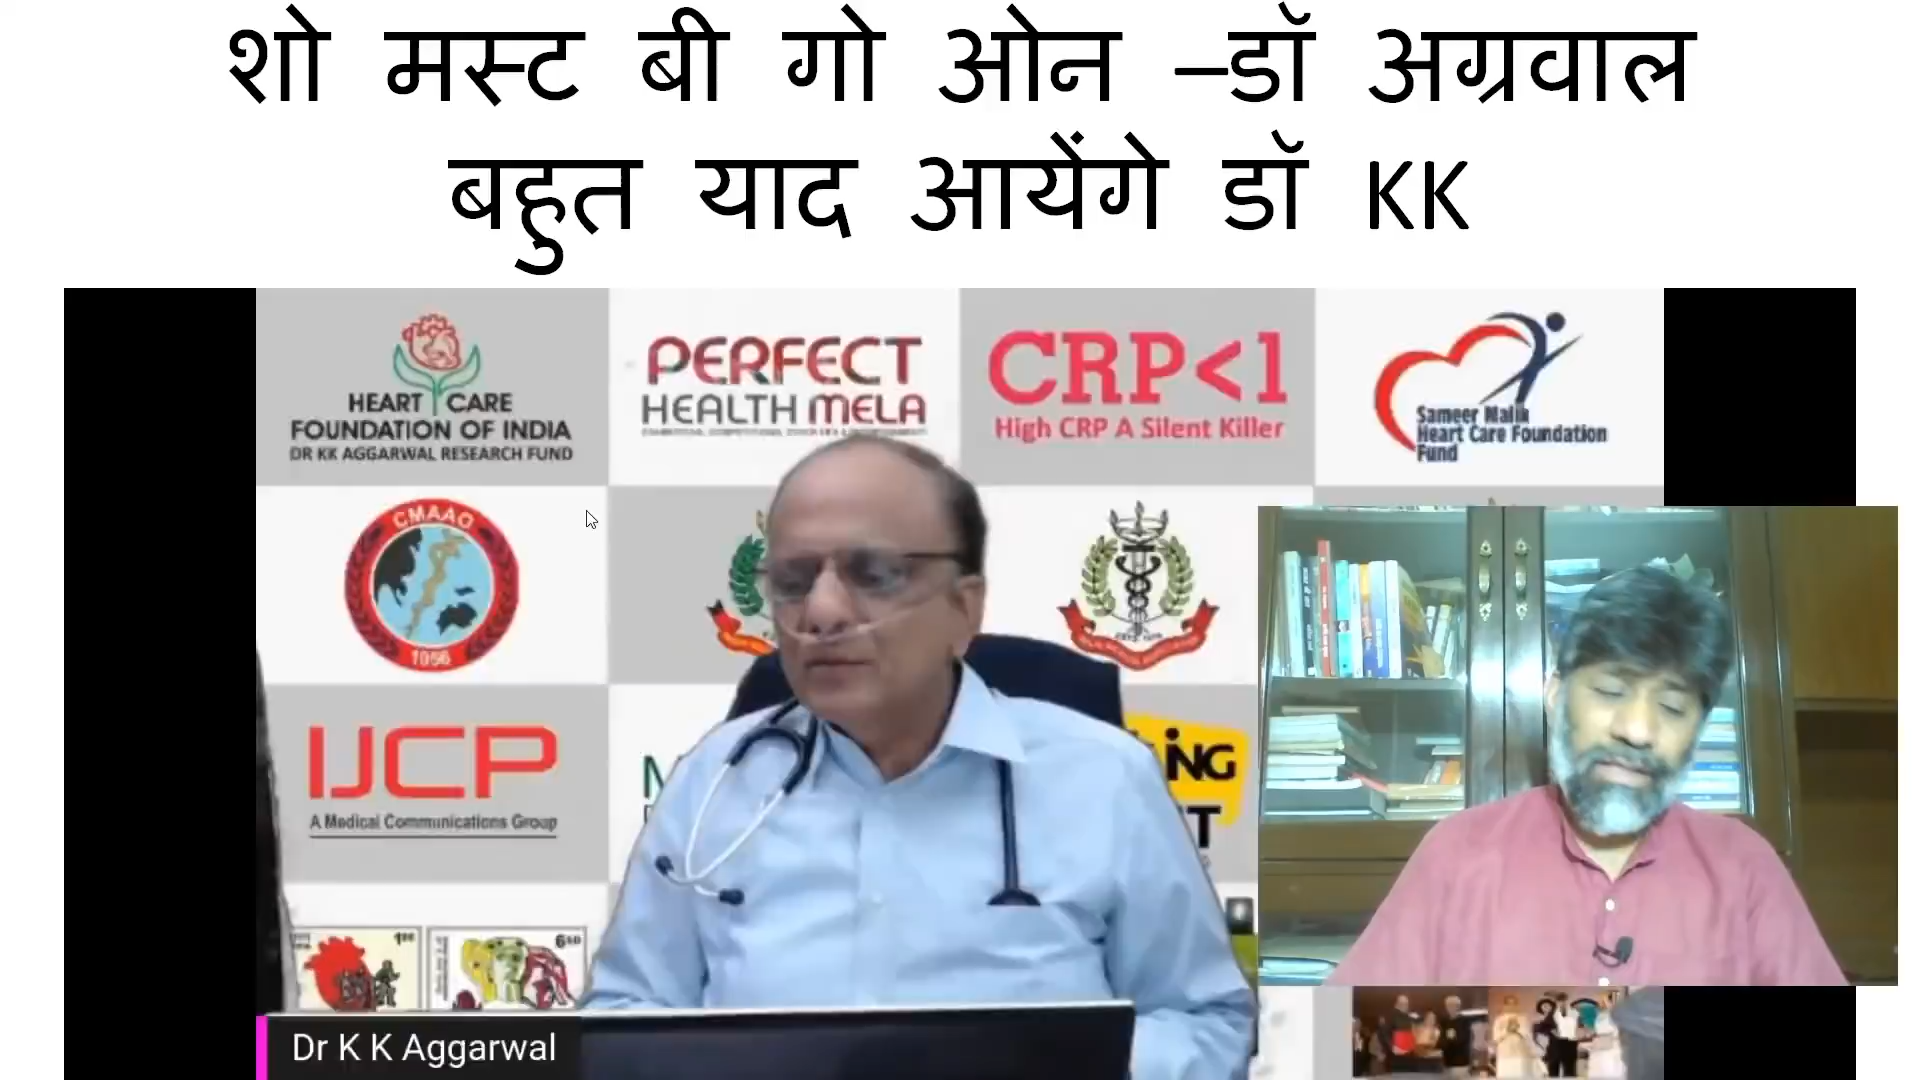 शो मस्ट बी गो ओन –डॉ अग्रवाल
बहुत याद आयेंगे डॉ KK
HEART CARE
FOUNDATION OF INDIA
DR KK AGGARWAL RESEARCH FUND
PERFECT
HEALTH MELA
CRP<1
High CRP A Silent Killer
Sameer Malik
Heart Care Foundation
Fund
CMAAO
1956
IJCP
A Medical Communications Group
Dr K K Aggarwal